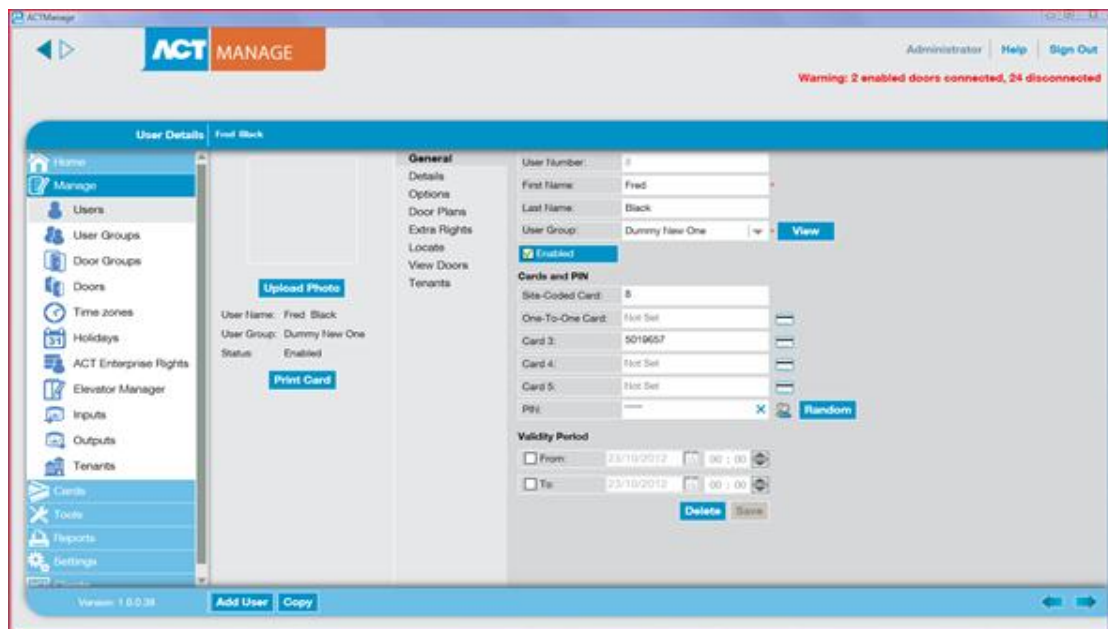 ACTManage
ACT MANAGE
Administrator Help Sign Out
Warning: 2 enabled doors connected, 24 disconnected
User Details Fred Black
Home
Manage
Users
User Groups
Door Groups
Doors
Time zones
Holidays
ACT Enterprise Rights
Elevator Manager
Inputs
Outputs
Tenants
Cards
Tools
Reports
Settings
Upload Photo
User Name: Fred Black
User Group: Dummy New One
Status: Enabled
Print Card
General
Details
Options
Door Plans
Extra Rights
Locate
View Doors
Tenants
User Number:
First Name: Fred
Last Name: Black
User Group: Dummy New One View
Enabled
Cards and PIN
Site-Coded Card: 8
One-To-One Card: Not Set
Card 3: 5019657
Card 4: Not Set
Card 5: Not Set
PIN: Random
Validity Period
From: 23/10/2012 00 : 00
To: 23/10/2012 00 : 00
Delete Save
Version: 1.0.0.38 Add User Copy